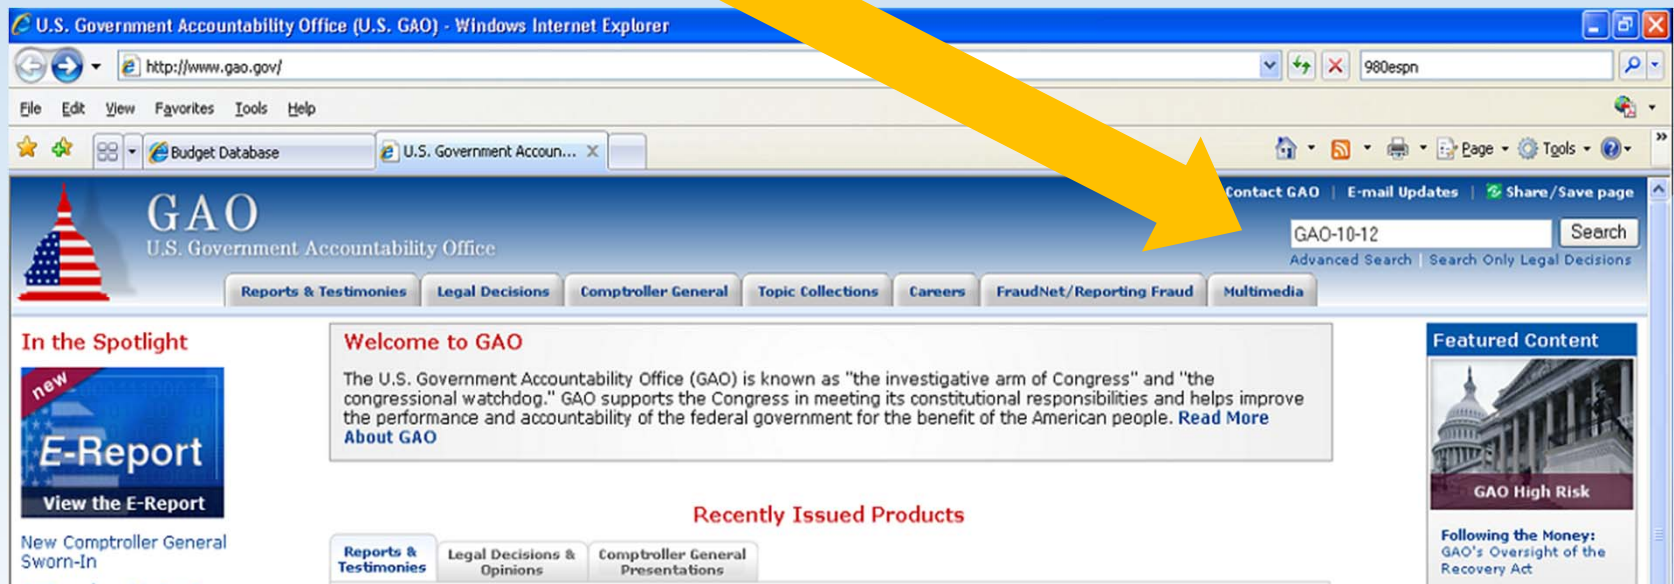 U.S. Government Accountability Office (U.S. GAO) - Windows Internet Explorer
http://www.gao.gov/
980espn
File Edit View Favorites Tools Help
Budget Database
U.S. Government Accoun...
Page Tools
Contact GAO | E-mail Updates | Share/Save page
GAO
U.S. Government Accountability Office
GAO-10-12
Search
Advanced Search | Search Only Legal Decisions
Reports & Testimonies
Legal Decisions
Comptroller General
Topic Collections
Careers
FraudNet/Reporting Fraud
Multimedia
In the Spotlight
new
E-Report
View the E-Report
New Comptroller General
Sworn-In
Welcome to GAO
The U.S. Government Accountability Office (GAO) is known as "the investigative arm of Congress" and "the
congressional watchdog." GAO supports the Congress in meeting its constitutional responsibilities and helps improve
the performance and accountability of the federal government for the benefit of the American people. Read More
About GAO
Recently Issued Products
Reports &
Testimonies
Legal Decisions &
Opinions
Comptroller General
Presentations
Featured Content
GAO High Risk
Following the Money:
GAO's Oversight of the
Recovery Act